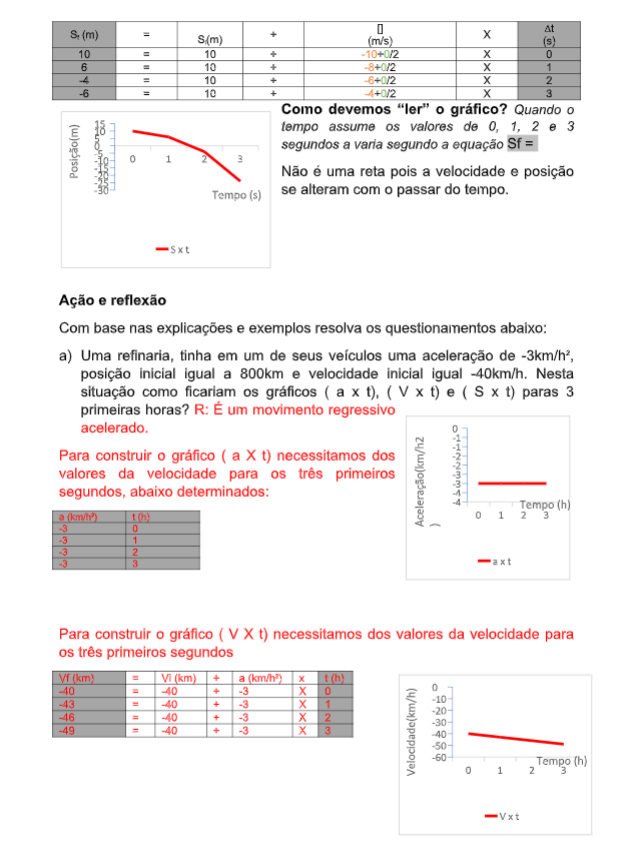 Sf (m) = Si(m) + (m/s) X Δt (s)
10 = 10 + -10+0/2 X 0
6 = 10 + -8+0/2 X 1
-4 = 10 + -6+0/2 X 2
-6 = 10 + -4+0/2 X 3
Como devemos “ler” o gráfico? Quando o
tempo assume os valores de 0, 1, 2 e 3
segundos a varia segundo a equação Sf =
Não é uma reta pois a velocidade e posição
se alteram com o passar do tempo.
Posição(m)
15
10
5
0
-5
-10
-15
-20
-25
-30
0 1 2 3
Tempo (s)
S x t
Ação e reflexão
Com base nas explicações e exemplos resolva os questionamentos abaixo:
a) Uma refinaria, tinha em um de seus veículos uma aceleração de -3km/h²,
posição inicial igual a 800km e velocidade inicial igual -40km/h. Nesta
situação como ficariam os gráficos ( a x t), ( V x t) e ( S x t) paras 3
primeiras horas? R: É um movimento regressivo
acelerado.
Para construir o gráfico ( a X t) necessitamos dos
valores da velocidade para os três primeiros
segundos, abaixo determinados:
a (km/h²) t (h)
-3 0
-3 1
-3 2
-3 3
Aceleração(km/h2
)
0
-1
-1
-2
-2
-3
-3
-4
-4
Tempo (h)
0 1 2 3
a x t
Para construir o gráfico ( V X t) necessitamos dos valores da velocidade para
os três primeiros segundos
Vf (km) = Vi (km) + a (km/h²) x t (h)
-40 = -40 + -3 X 0
-43 = -40 + -3 X 1
-46 = -40 + -3 X 2
-49 = -40 + -3 X 3
Velocidade(km/h)
0
-10
-20
-30
-40
-50
-60
Tempo (h)
0 1 2 3
V x t